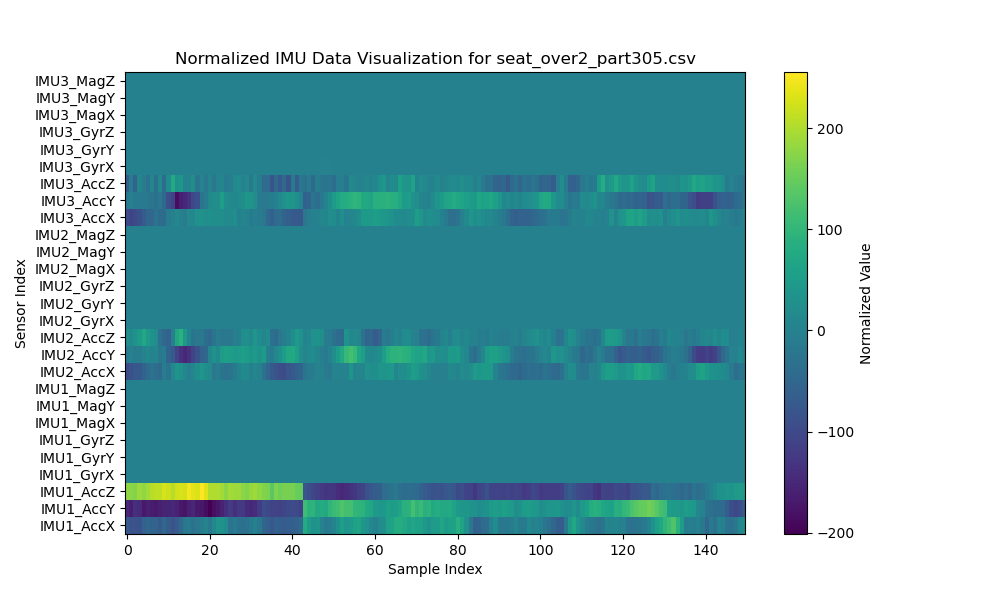 Normalized IMU Data Visualization for seat_over2_part305.csv
IMU3_MagZ
IMU3_MagY
IMU3_MagX
IMU3_GyrZ
IMU3_GyrY
IMU3_GyrX
IMU3_AccZ
IMU3_AccY
IMU3_AccX
IMU2_MagZ
IMU2_MagY
IMU2_MagX
IMU2_GyrZ
IMU2_GyrY
IMU2_GyrX
IMU2_AccZ
IMU2_AccY
IMU2_AccX
IMU1_MagZ
IMU1_MagY
IMU1_MagX
IMU1_GyrZ
IMU1_GyrY
IMU1_GyrX
IMU1_AccZ
IMU1_AccY
IMU1_AccX
Sensor Index
0 20 40 60 80 100 120 140
Sample Index
200
100
0
−100
−200
Normalized Value